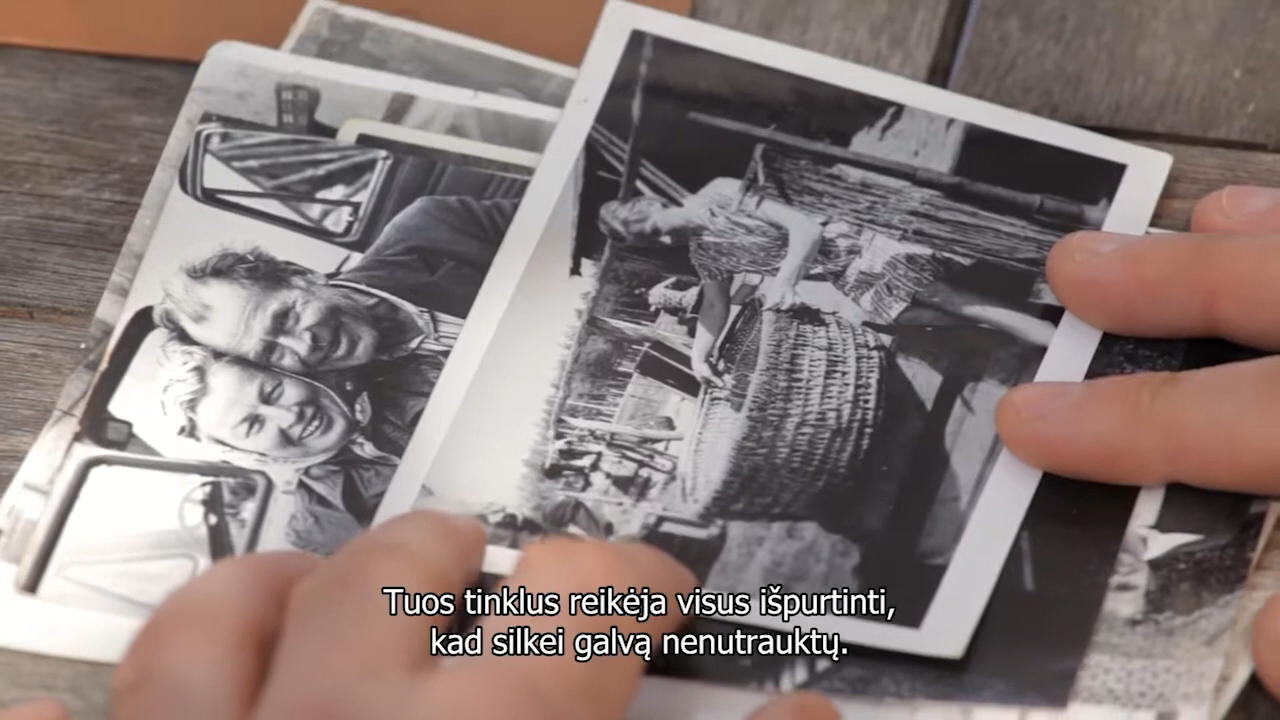 Tuos tinklus reikėja visus išpurtinti,
kad silkei galvą nenutrauktų.